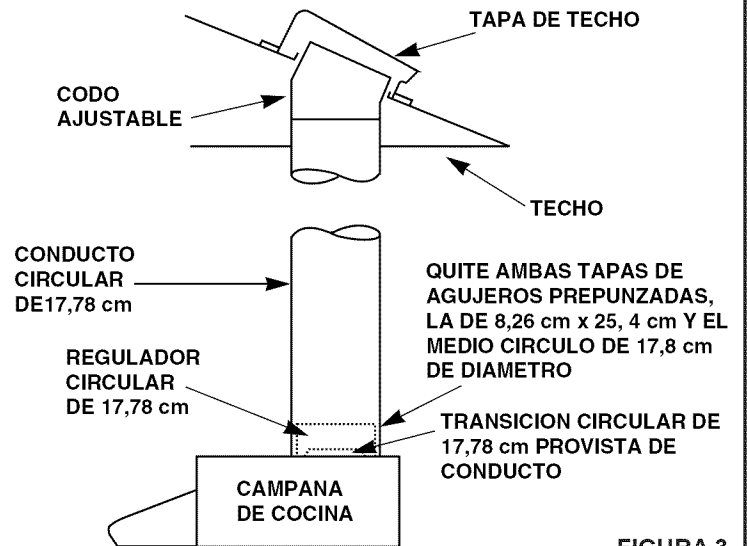 TAPA DE TECHO
CODO
AJUSTABLE
TECHO
CONDUCTO
CIRCULAR
DE17,78 cm
QUITE AMBAS TAPAS DE
AGUJEROS PREPUNZADAS,
LA DE 8,26 cm x 25, 4 cm Y EL
MEDIO CIRCULO DE 17,8 cm
DE DIAMETRO
REGULADOR
CIRCULAR
DE 17,78 cm
TRANSICION CIRCULAR DE
17,78 cm PROVISTA DE
CONDUCTO
CAMPANA
DE COCINA
FIGURA 3